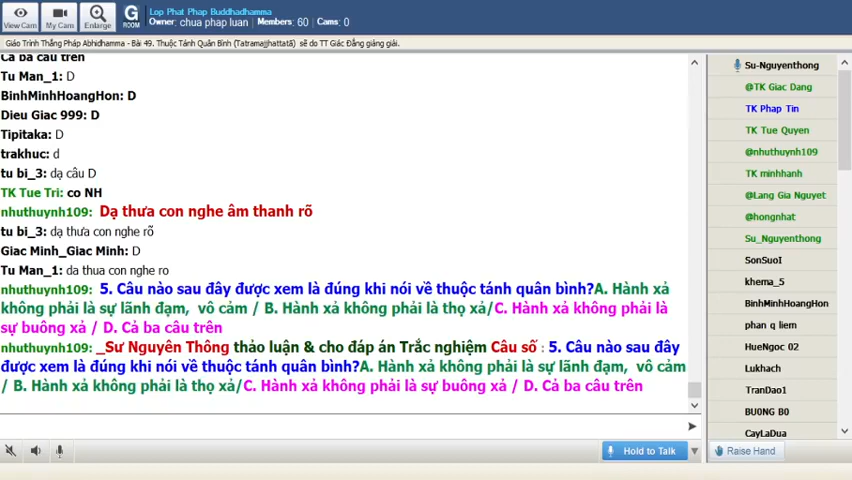 View Cam
My Cam
Enlarge
G
ROOM
Lop Phat Phap Buddhadhamma
Owner: chua phap luan Members: 60 Cams: 0
Giáo Trình Thắng Pháp Abhidhamma - Bài 49. Thuộc Tánh Quân Bình (Tatramajjhattatā) sẽ do TT Giác Đẳng giảng giải.
Cả ba câu trên
Tu Man_1: D
BinhMinhHoangHon: D
Dieu Giac 999: D
Tipitaka: D
trakhuc: d
tu bi_3: dạ câu D
TK Tue Tri: co NH
nhuthuynh109: Dạ thưa con nghe âm thanh rõ
tu bi_3: dạ thưa con nghe rõ
Giac Minh_Giac Minh: D
Tu Man_1: da thua con nghe ro
nhuthuynh109: 5. Câu nào sau đây được xem là đúng khi nói về thuộc tánh quân bình?A. Hành xả
không phải là sự lãnh đạm, vô cảm / B. Hành xả không phải là thọ xả/C. Hành xả không phải là
sự buông xả / D. Cả ba câu trên
nhuthuynh109: _Sư Nguyên Thông thảo luận & cho đáp án Trắc nghiệm Câu số : 5. Câu nào sau đây
được xem là đúng khi nói về thuộc tánh quân bình?A. Hành xả không phải là sự lãnh đạm, vô cảm
/ B. Hành xả không phải là thọ xả/C. Hành xả không phải là sự buông xả / D. Cả ba câu trên
Hold to Talk
Su-Nguyenthong
@TK Giac Dang
TK Phap Tin
TK Tue Quyen
@nhuthuynh109
TK minhhanh
@Lang Gia Nguyet
@hongnhat
Su_Nguyenthong
SonSuoI
khema_5
BinhMinhHoangHon
phan q liem
HueNgoc 02
Lukhach
TranDao1
BU0NG B0
CayLaDua
Raise Hand